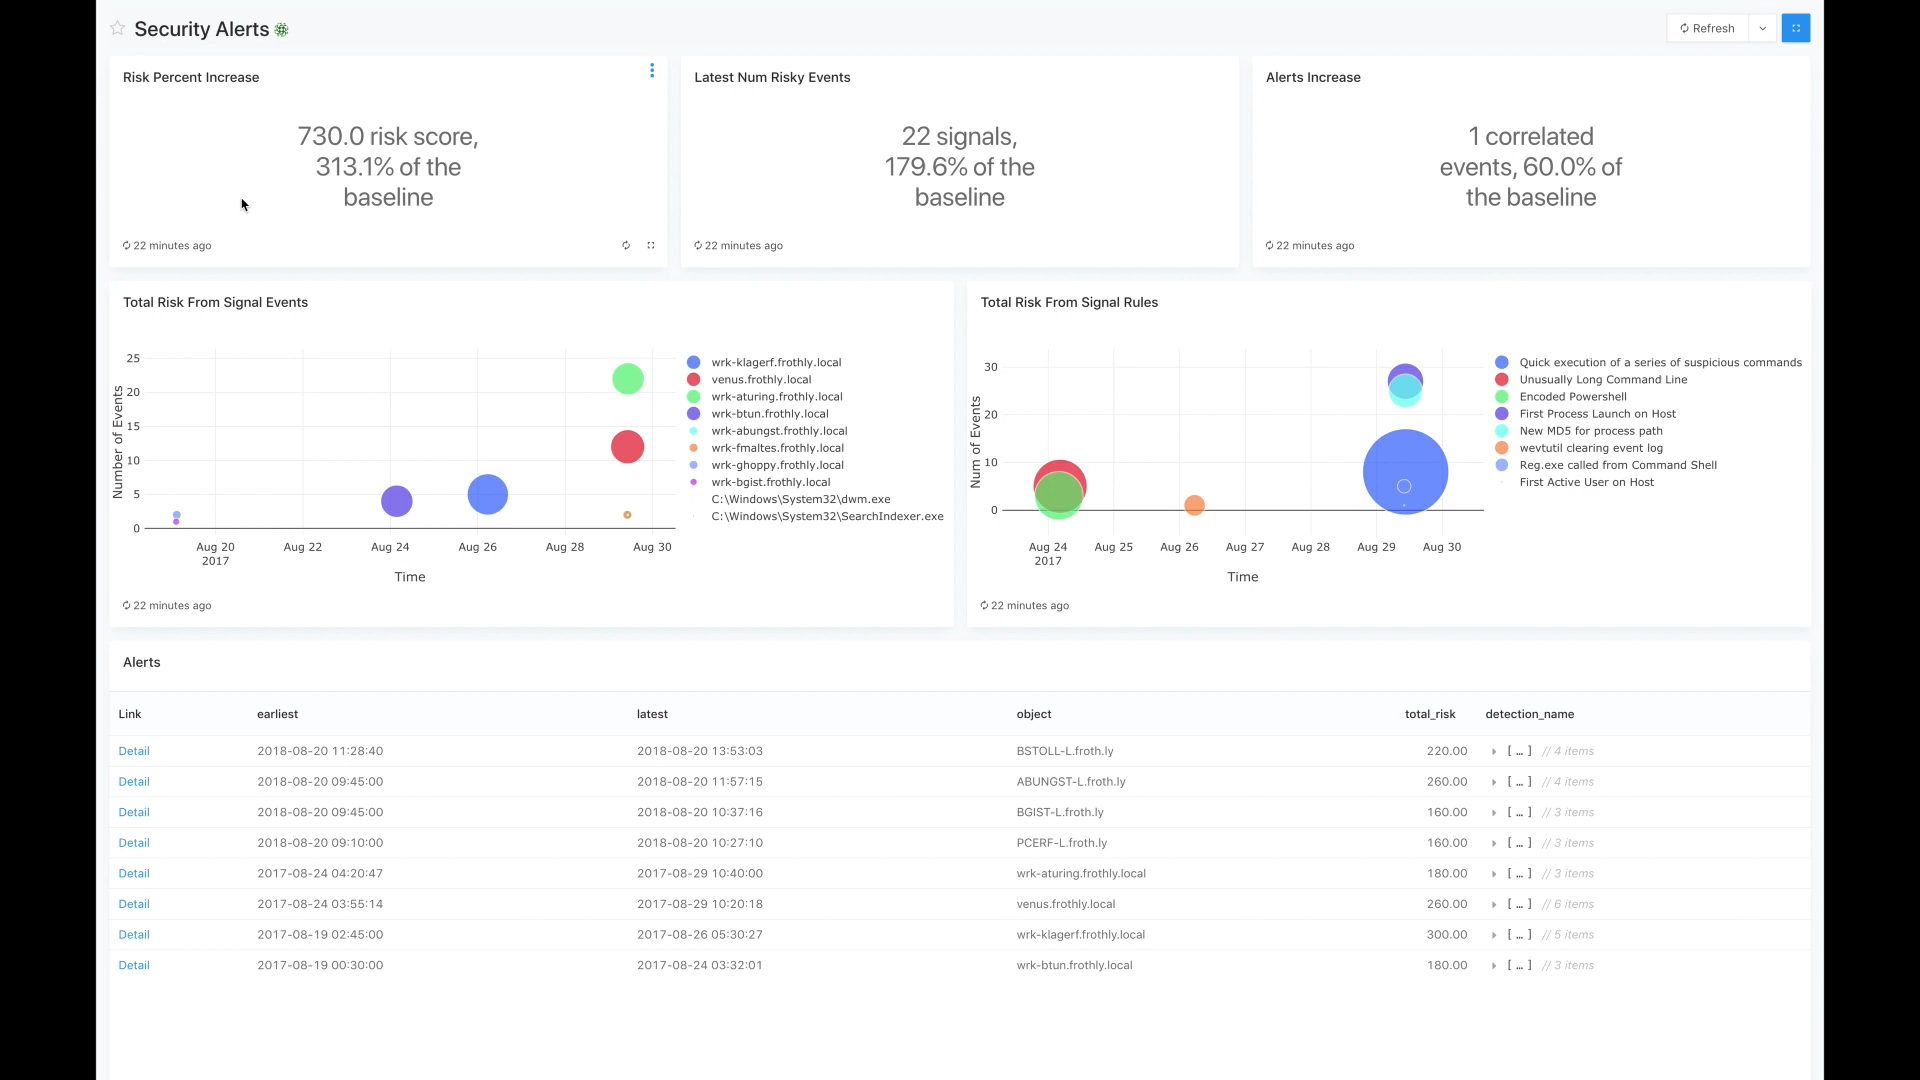 Security Alerts
Refresh
Risk Percent Increase
730.0 risk score,
313.1% of the
baseline
22 minutes ago
Latest Num Risky Events
22 signals,
179.6% of the
baseline
22 minutes ago
Alerts Increase
1 correlated
events, 60.0% of
the baseline
22 minutes ago
Total Risk From Signal Events
Number of Events
25
20
15
10
5
0
Aug 20
2017
Aug 22
Aug 24
Aug 26
Aug 28
Aug 30
Time
wrk-klagerf.frothly.local
venus.frothly.local
wrk-aturing.frothly.local
wrk-btun.frothly.local
wrk-abungst.frothly.local
wrk-fmaltes.frothly.local
wrk-ghoppy.frothly.local
wrk-bgist.frothly.local
C:\Windows\System32\dwm.exe
C:\Windows\System32\SearchIndexer.exe
22 minutes ago
Total Risk From Signal Rules
Num of Events
30
20
10
0
Aug 24
2017
Aug 25
Aug 26
Aug 27
Aug 28
Aug 29
Aug 30
Time
Quick execution of a series of suspicious commands
Unusually Long Command Line
Encoded Powershell
First Process Launch on Host
New MD5 for process path
wevtutil clearing event log
Reg.exe called from Command Shell
First Active User on Host
22 minutes ago
Alerts
Link earliest latest object total_risk detection_name
Detail 2018-08-20 11:28:40 2018-08-20 13:53:03 BSTOLL-L.froth.ly 220.00 [ … ] // 4 items
Detail 2018-08-20 09:45:00 2018-08-20 11:57:15 ABUNGST-L.froth.ly 260.00 [ … ] // 4 items
Detail 2018-08-20 09:45:00 2018-08-20 10:37:16 BGIST-L.froth.ly 160.00 [ … ] // 3 items
Detail 2018-08-20 09:10:00 2018-08-20 10:27:10 PCERF-L.froth.ly 160.00 [ … ] // 3 items
Detail 2017-08-24 04:20:47 2017-08-29 10:40:00 wrk-aturing.frothly.local 180.00 [ … ] // 3 items
Detail 2017-08-24 03:55:14 2017-08-29 10:20:18 venus.frothly.local 260.00 [ … ] // 6 items
Detail 2017-08-19 02:45:00 2017-08-26 05:30:27 wrk-klagerf.frothly.local 300.00 [ … ] // 5 items
Detail 2017-08-19 00:30:00 2017-08-24 03:32:01 wrk-btun.frothly.local 180.00 [ … ] // 3 items